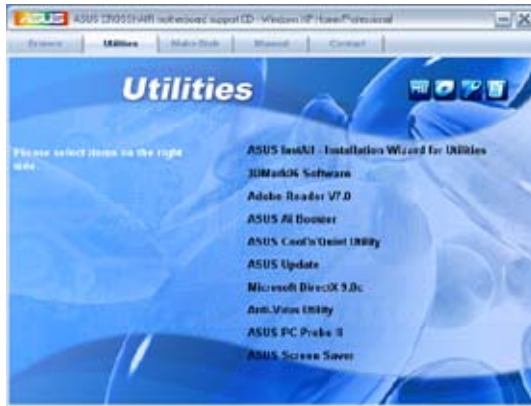 ASUS CROSSHAIR motherboard support CD - Windows XP Home/Professional
Drivers Utilities Make Disk Manual Contact
Utilities
Please select items on the right
side.
ASUS InstAll - Installation Wizard for Utilities
3DMark06 Software
Adobe Reader V7.0
ASUS AI Booster
ASUS Cool'n'Quiet Utility
ASUS Update
Microsoft DirectX 9.0c
Anti-Virus Utility
ASUS PC Probe II
ASUS Screen Saver